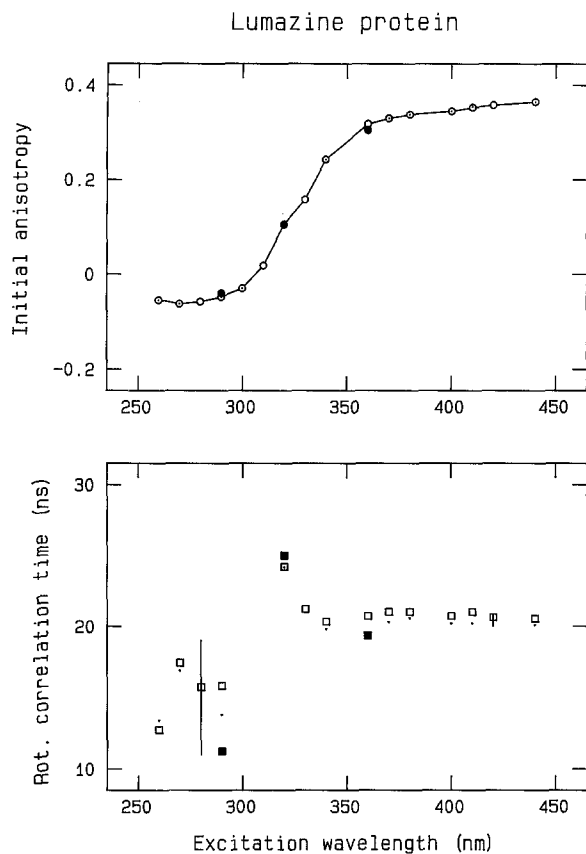 Lumazine protein
Initial anisotropy
0.4
0.2
0
-0.2
250 300 350 400 450
Rot. correlation time (ns)
30
20
10
250 300 350 400 450
Excitation wavelength (nm)